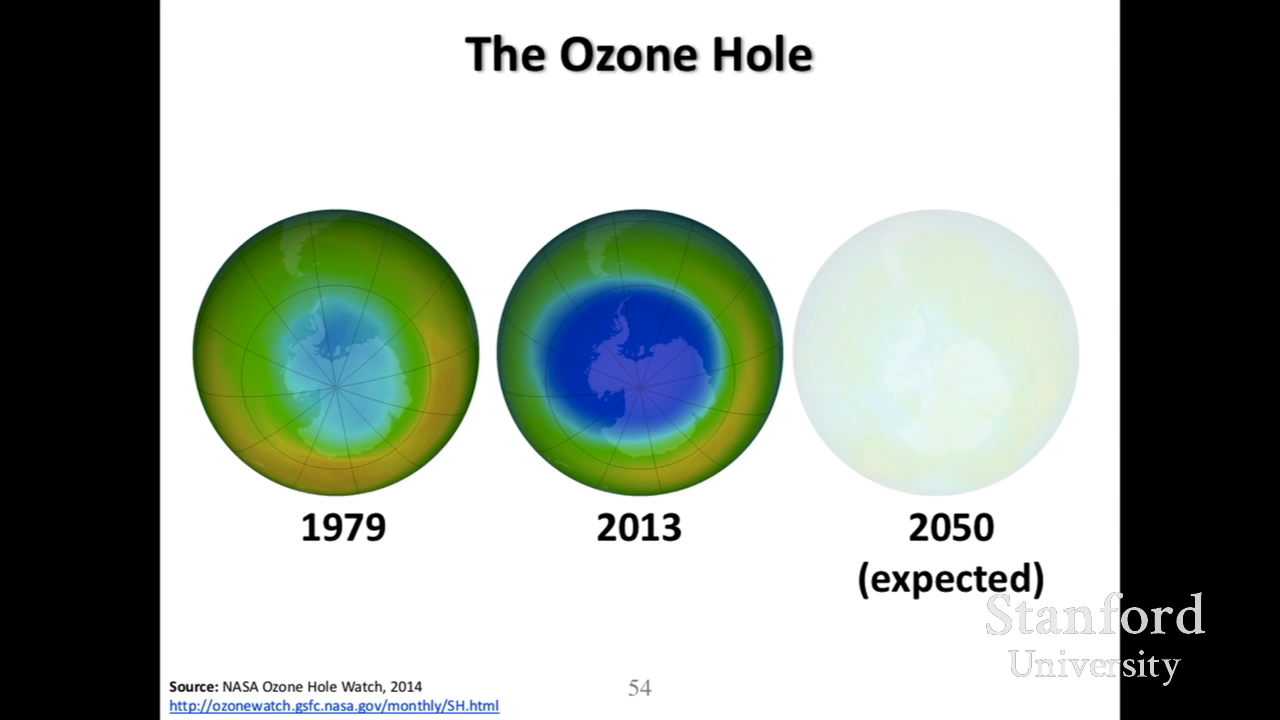 The Ozone Hole
1979
2013
2050
(expected)
Stanford
University
Source: NASA Ozone Hole Watch, 2014
http://ozonewatch.gsfc.nasa.gov/monthly/SH.html
54